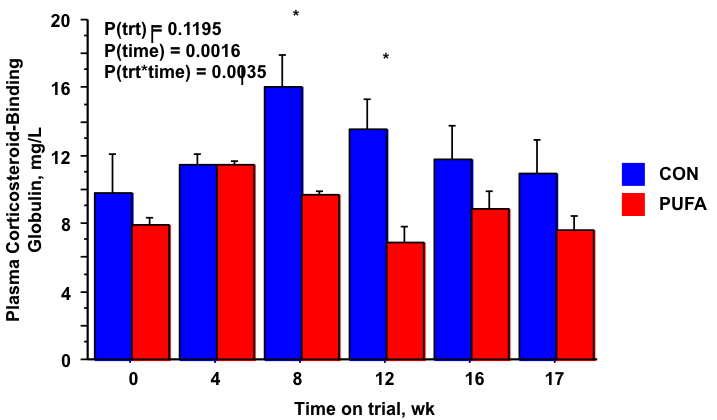 P(trt) = 0.1195
P(time) = 0.0016
P(trt*time) = 0.0035
*
*
Plasma Corticosteroid-Binding
Globulin, mg/L
20
16
12
8
4
0
0 4 8 12 16 17
Time on trial, wk
CON
PUFA